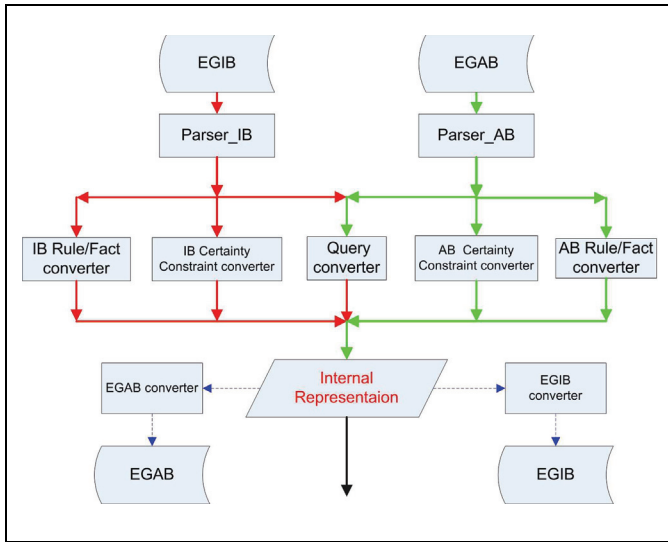 EGIB
EGAB
Parser_IB
Parser_AB
IB Rule/Fact
converter
IB Certainty
Constraint converter
Query
converter
AB Certainty
Constraint converter
AB Rule/Fact
converter
EGAB converter
Internal
Representaion
EGIB
converter
EGAB
EGIB